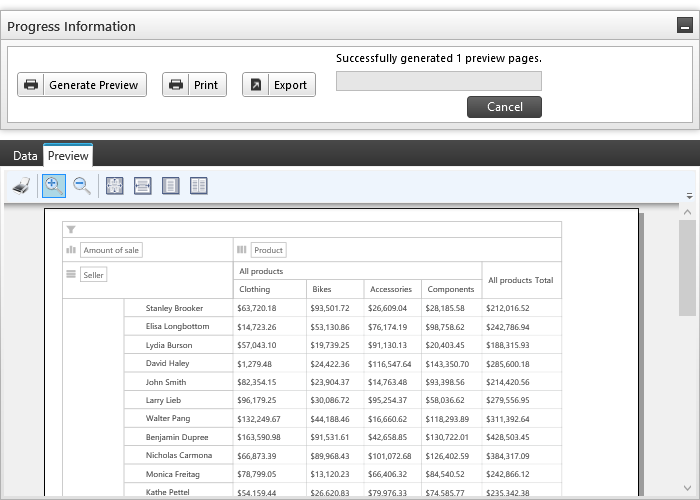 Progress Information
Successfully generated 1 preview pages.
Generate Preview Print Export
Cancel
Data Preview
Amount of sale Product
Seller All products All products Total
Clothing Bikes Accessories Components
Stanley Brooker $63,720.18 $93,501.72 $26,609.04 $28,185.58 $212,016.52
Elisa Longbottom $14,723.26 $53,130.86 $76,174.19 $98,758.62 $242,786.94
Lydia Burson $57,043.10 $19,739.25 $91,130.13 $20,403.45 $188,315.93
David Haley $1,279.48 $24,422.36 $116,547.64 $143,350.70 $285,600.18
John Smith $82,354.15 $23,904.37 $14,763.48 $93,398.56 $214,420.56
Larry Lieb $96,179.25 $30,086.72 $95,254.37 $58,036.62 $279,556.95
Walter Pang $132,249.67 $44,188.46 $16,660.62 $118,293.89 $311,392.64
Benjamin Dupree $163,590.98 $91,531.61 $42,658.85 $130,722.01 $428,503.45
Nicholas Carmona $66,873.39 $89,968.43 $101,072.68 $126,402.59 $384,317.09
Monica Freitag $78,799.05 $13,120.23 $66,406.32 $84,540.52 $242,866.12
Kathe Pettel $54,159.44 $26,620.83 $79,976.33 $74,585.77 $235,342.38